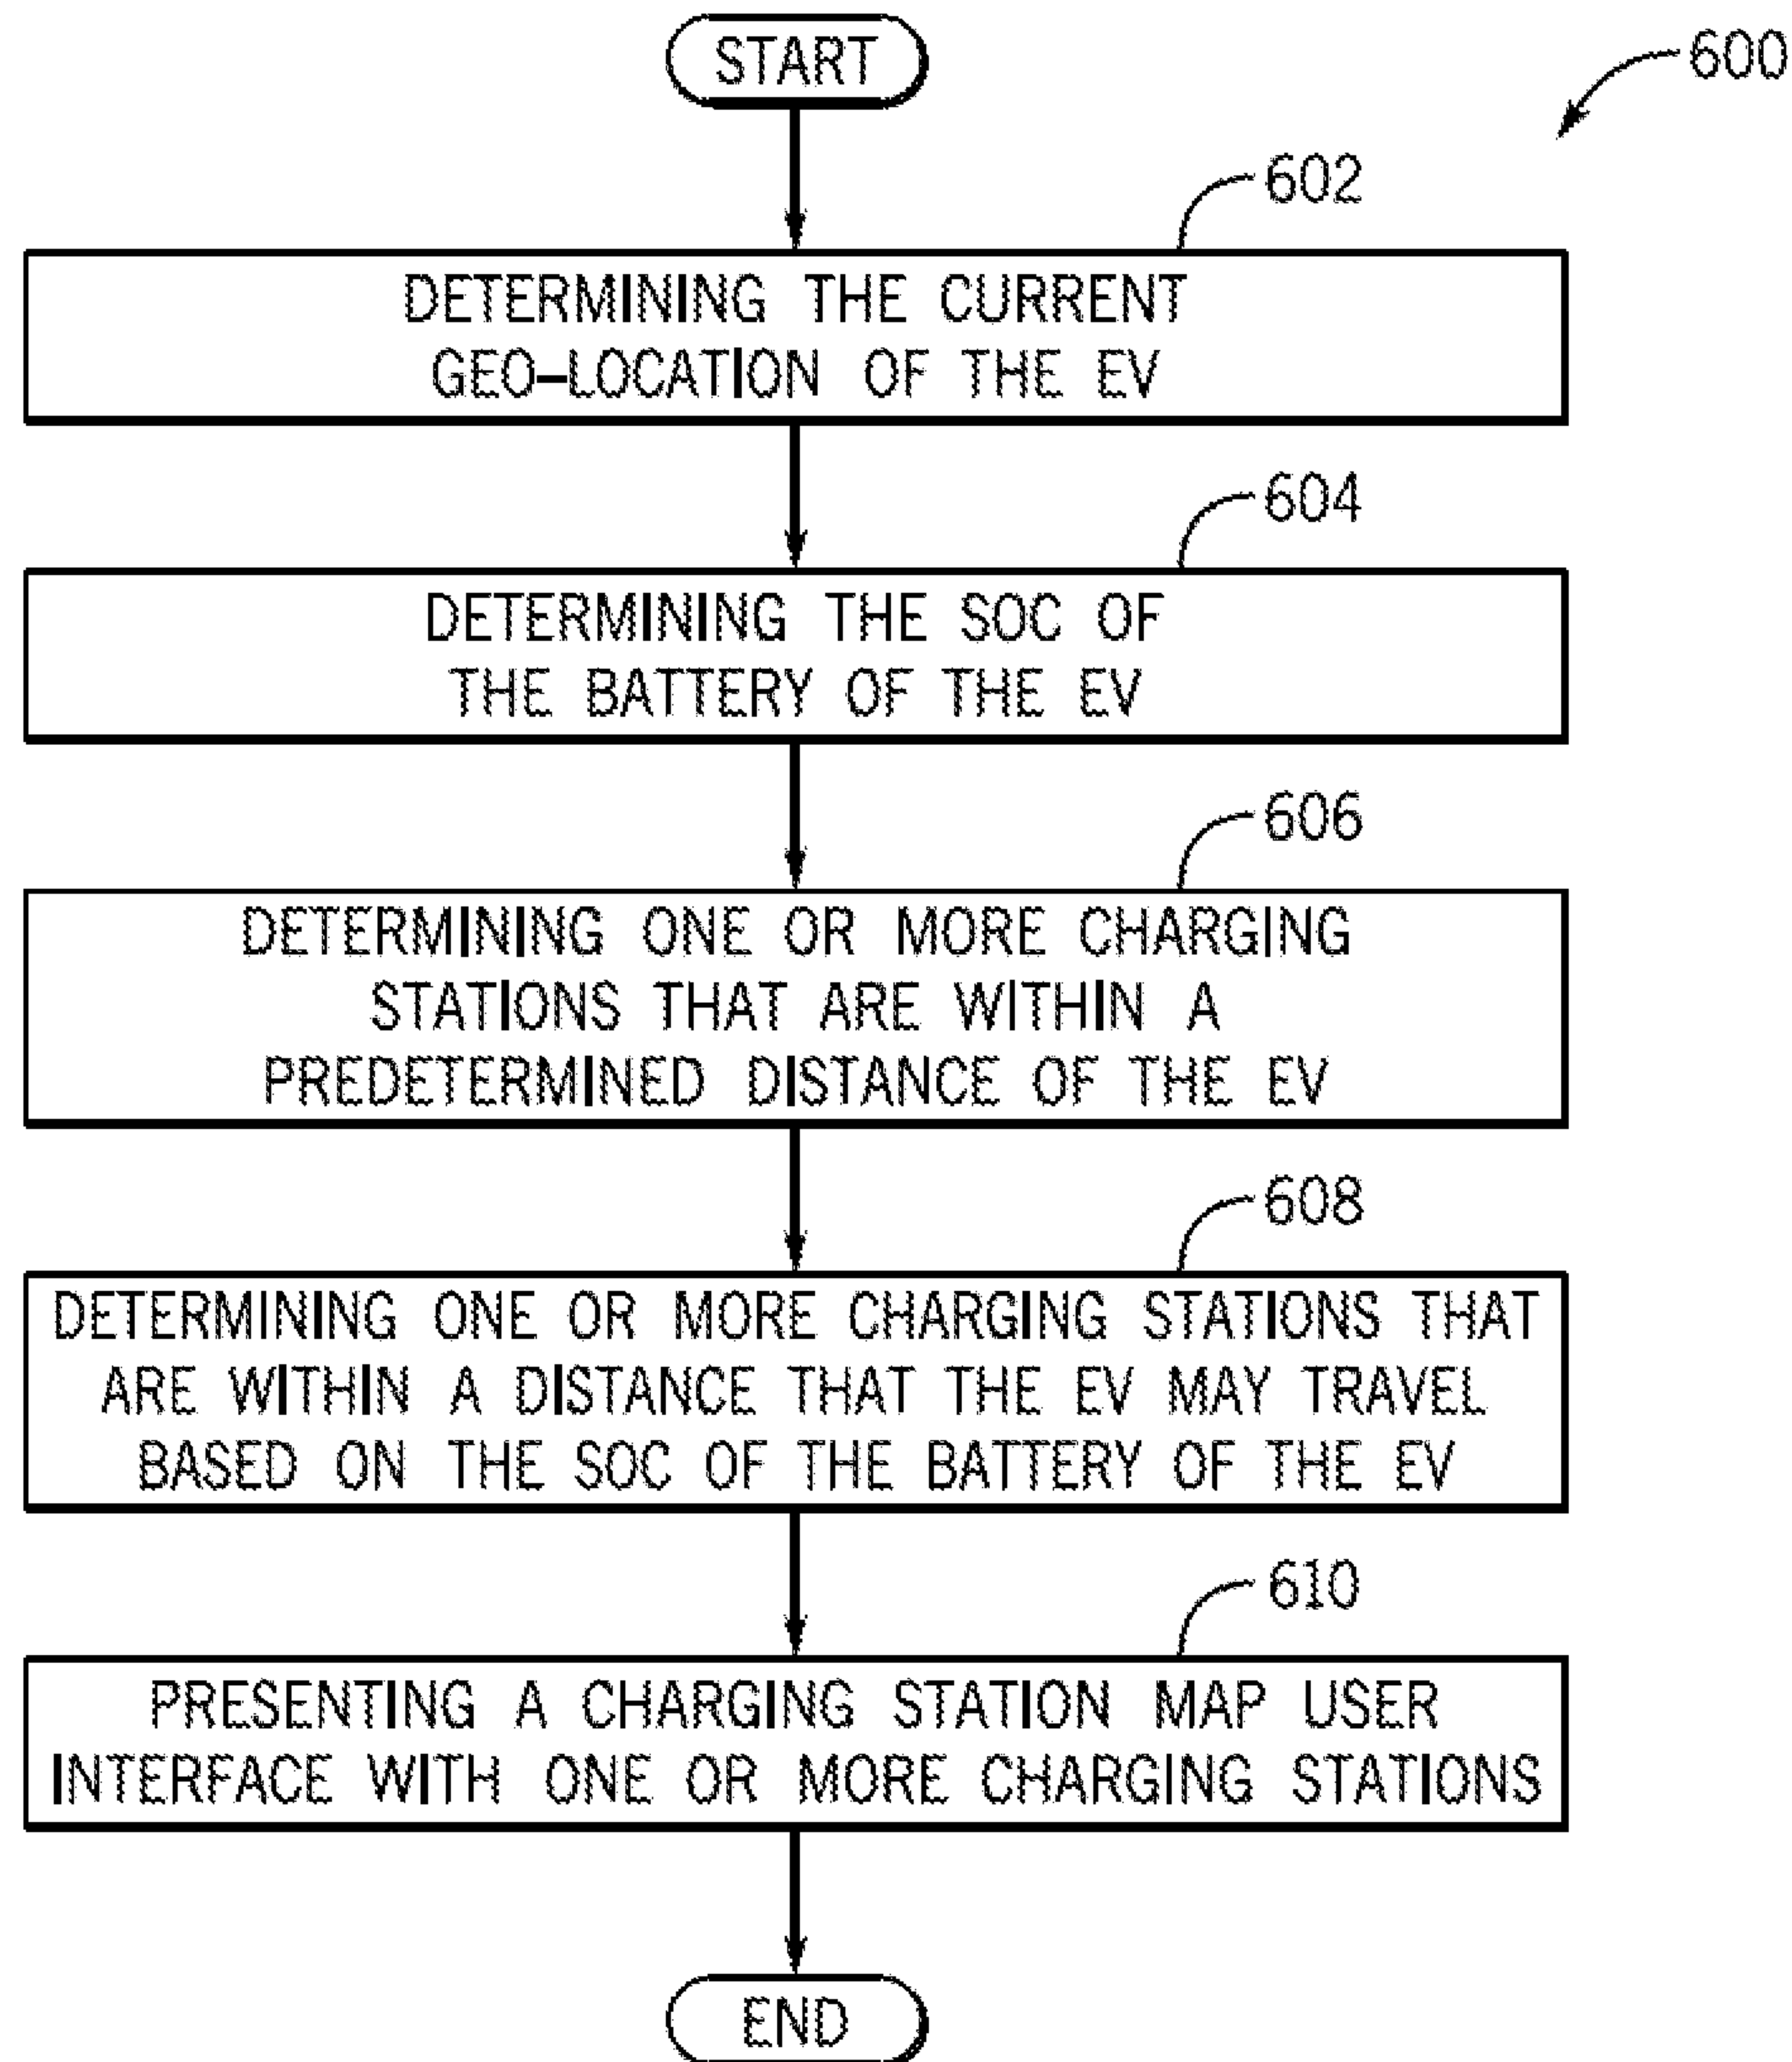 START
600
602
DETERMINING THE CURRENT
GEO-LOCATION OF THE EV
604
DETERMINING THE SOC OF
THE BATTERY OF THE EV
606
DETERMINING ONE OR MORE CHARGING
STATIONS THAT ARE WITHIN A
PREDETERMINED DISTANCE OF THE EV
608
DETERMINING ONE OR MORE CHARGING STATIONS THAT
ARE WITHIN A DISTANCE THAT THE EV MAY TRAVEL
BASED ON THE SOC OF THE BATTERY OF THE EV
610
PRESENTING A CHARGING STATION MAP USER
INTERFACE WITH ONE OR MORE CHARGING STATIONS
END